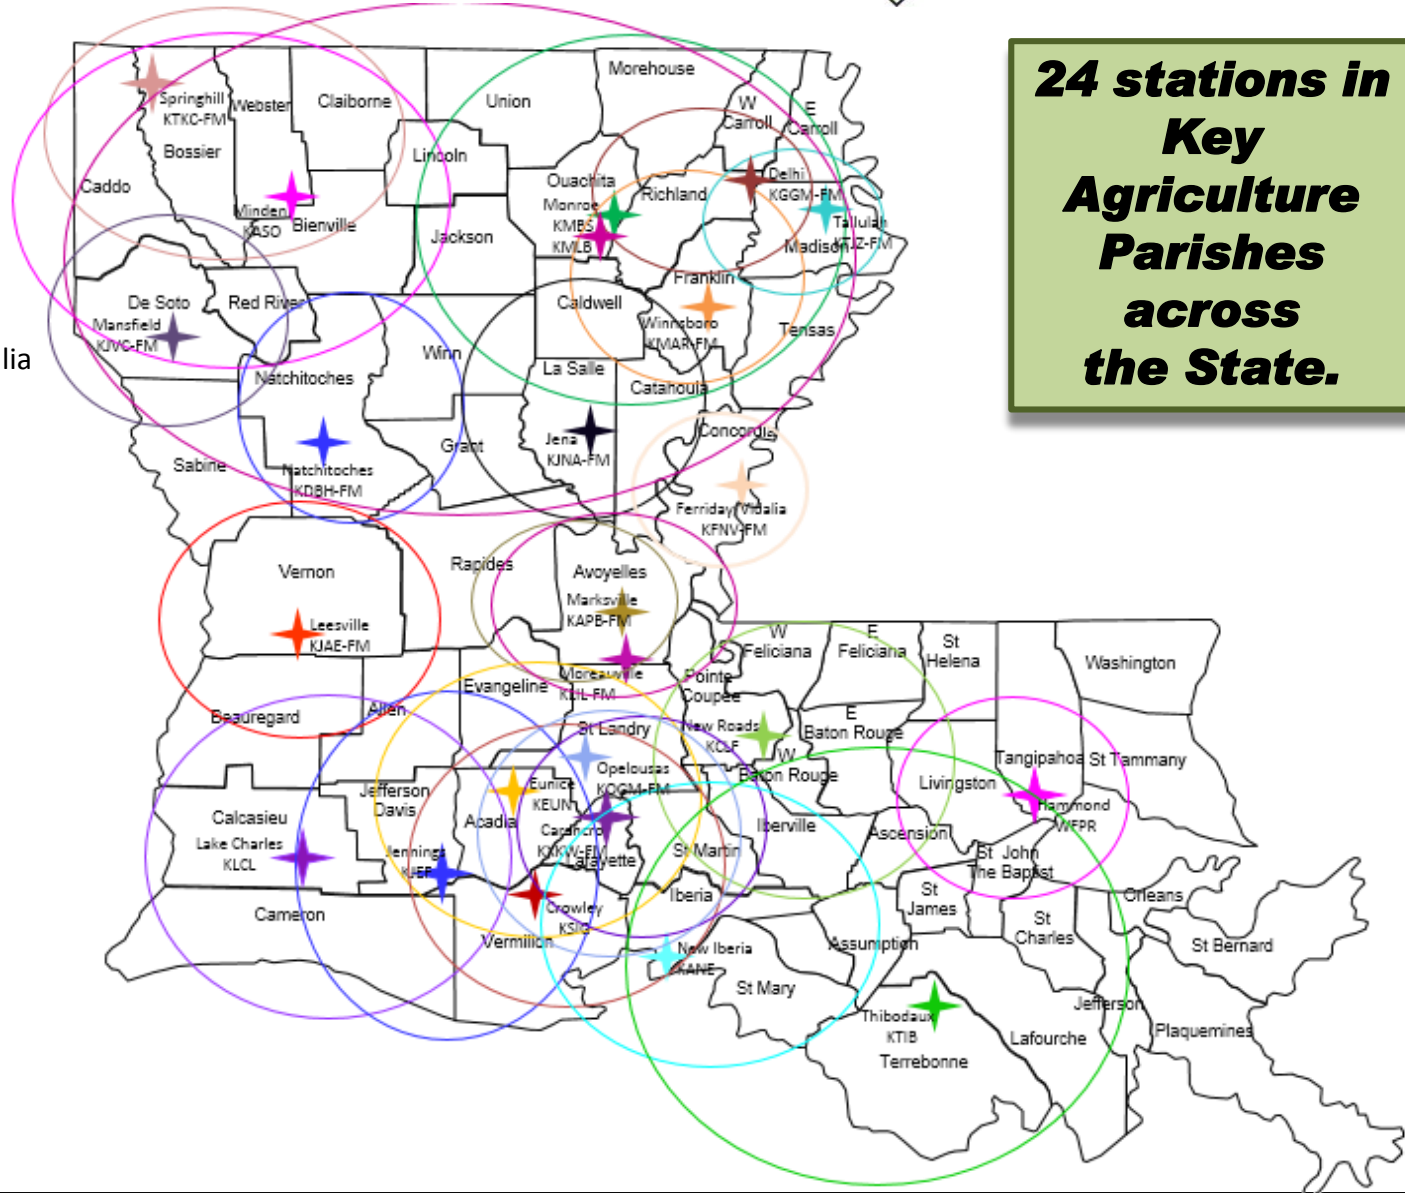 24 stations in
Key
Agriculture
Parishes
across
the State.
lia
Morehouse
Union
Claiborne
Webster
Springhill
KTKC-FM
Bossier
Caddo
W
Carroll
E
Carroll
Lincoln
Ouachita
Richland
Delhi
KGGM-FM
Monroe
KMBS
KMLB
Tallulah
Madison
Minden
KASO
Bienville
Jackson
Franklin
Winnsboro
KMAR-FM
Tensas
Caldwell
De Soto
Red River
Mansfield
KJVC-FM
Winn
Natchitoches
La Salle
Catahoula
Concordia
Jena
KJNA-FM
Grant
Sabine
Natchitoches
KDBH-FM
Ferriday/Vidalia
KFNV-FM
Vernon
Rapides
Avoyelles
Marksville
KAPB-FM
Leesville
KJAE-FM
W
Feliciana
E
Feliciana
St
Helena
Washington
Moreauville
KLIL-FM
Pointe
Coupee
Evangeline
Beauregard
Allen
St Landry
New Roads
KCLF
W
Baton Rouge
E
Baton Rouge
Tangipahoa
St Tammany
Livingston
Hammond
WFPR
Opelousas
KOGM-FM
Eunice
KEUN
Jefferson
Davis
Acadia
Calcasieu
Lake Charles
KLCL
Jennings
KJEF
Carencro
KXKW-FM
Lafayette
St Martin
Iberville
Ascension
St John
The Baptist
St
James
Iberia
Crowley
KSIG
Cameron
Vermilion
Orleans
St
Charles
St Bernard
Assumption
New Iberia
KANE
St Mary
Thibodaux
KTIB
Terrebonne
Lafourche
Jefferson
Plaquemines